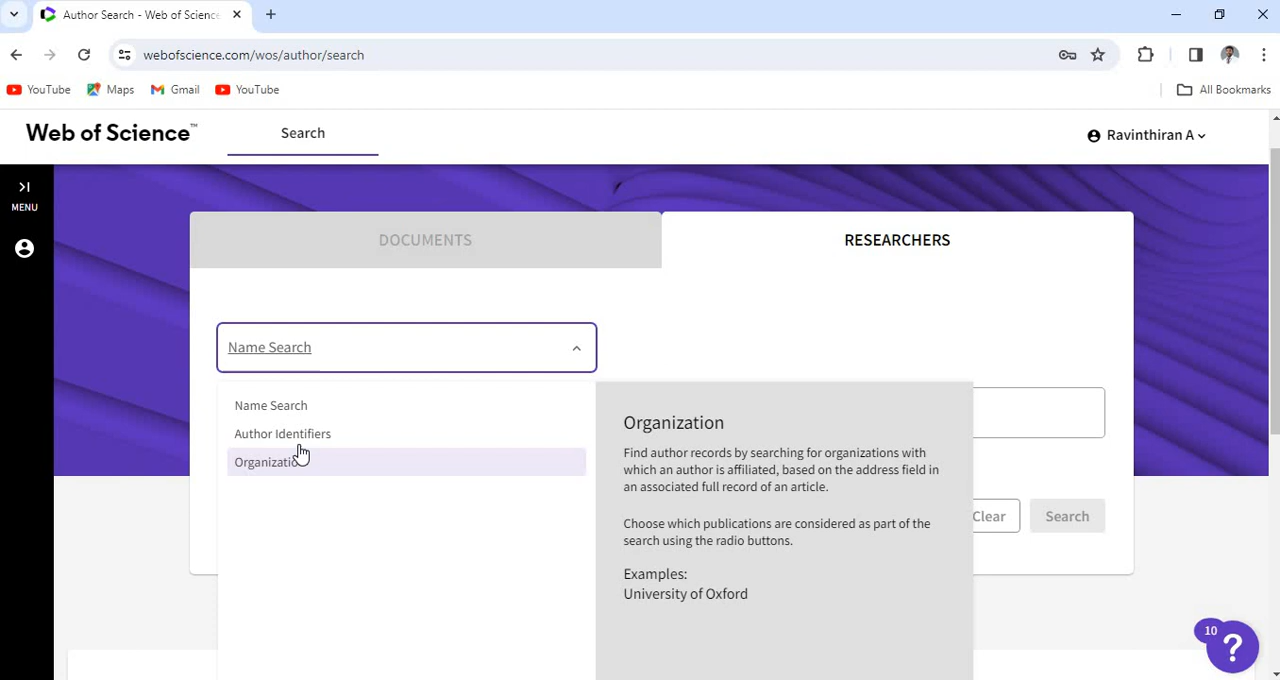 Author Search - Web of Science
webofscience.com/wos/author/search
YouTube
Maps
Gmail
YouTube
All Bookmarks
Web of Science™
Search
Ravinthiran A
MENU
DOCUMENTS
RESEARCHERS
Name Search
Name Search
Author Identifiers
Organization
Organization
Find author records by searching for organizations with
which an author is affiliated, based on the address field in
an associated full record of an article.
Choose which publications are considered as part of the
search using the radio buttons.
Examples:
University of Oxford
Clear
Search
10
?